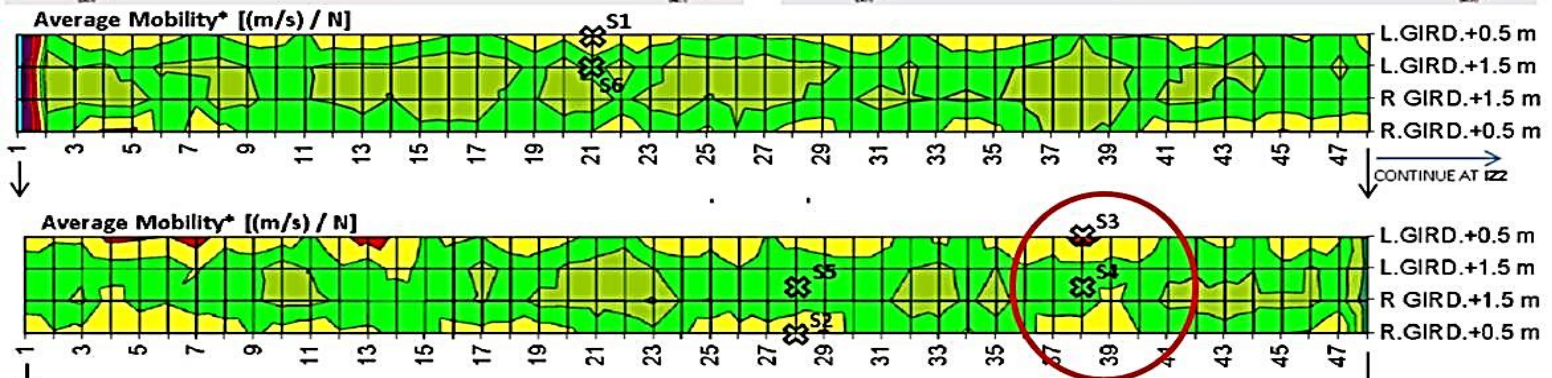 Average Mobility* [(m/s) / N]
S1
S6
L.GIRD.+0.5 m
L.GIRD.+1.5 m
R GIRD.+1.5 m
R.GIRD.+0.5 m
1 3 5 7 9 11 13 15 17 19 21 23 25 27 29 31 33 35 37 39 41 43 45 47
CONTINUE AT 1Z2
Average Mobility* [(m/s) / N]
S3
S5
S4
S2
L.GIRD.+0.5 m
L.GIRD.+1.5 m
R GIRD.+1.5 m
R.GIRD.+0.5 m
1 3 5 7 9 11 13 15 17 19 21 23 25 27 29 31 33 35 37 39 41 43 45 47